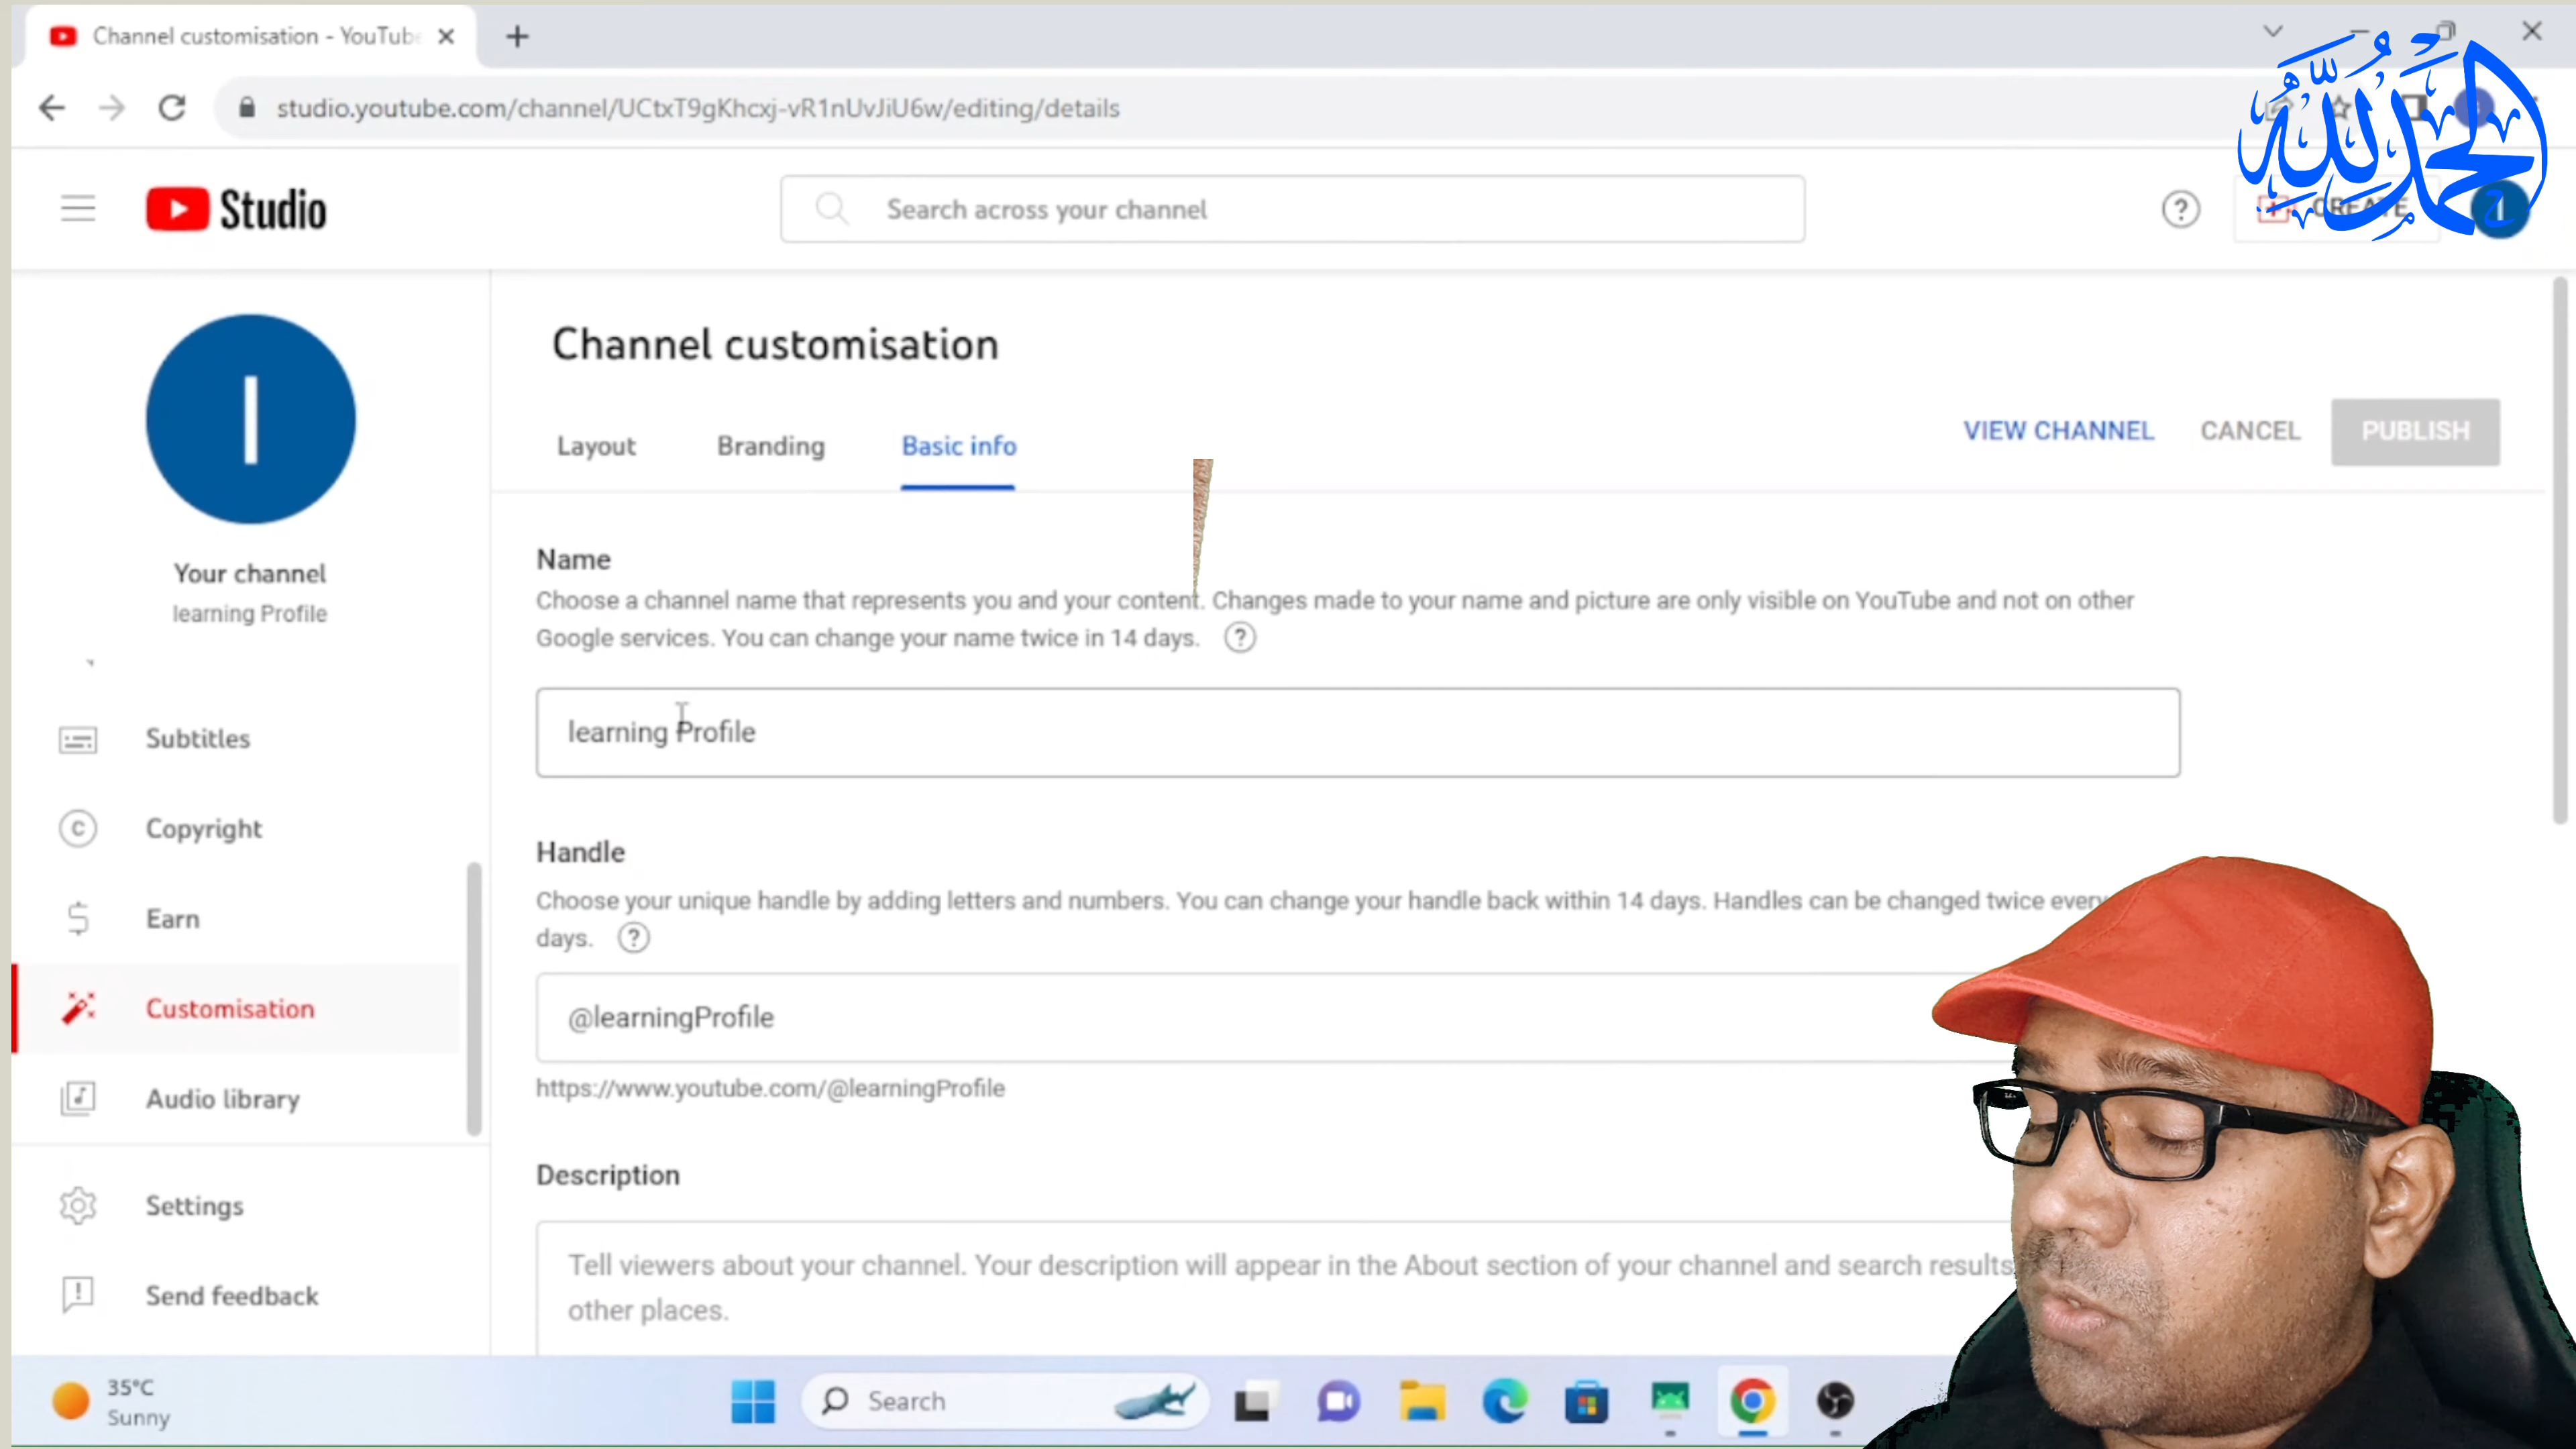 Channel customisation - YouTube
studio.youtube.com/channel/UCtxT9gKhcxj-vR1nUvJiU6w/editing/details
الحمد لله
Studio
Search across your channel
CREATE
Channel customisation
Layout
Branding
Basic info
VIEW CHANNEL
CANCEL
PUBLISH
Your channel
learning Profile
Subtitles
Copyright
Earn
Customisation
Audio library
Settings
Send feedback
Name
Choose a channel name that represents you and your content. Changes made to your name and picture are only visible on YouTube and not on other
Google services. You can change your name twice in 14 days.
learning Profile
Handle
Choose your unique handle by adding letters and numbers. You can change your handle back within 14 days. Handles can be changed twice every
days.
@learningProfile
https://www.youtube.com/@learningProfile
Description
Tell viewers about your channel. Your description will appear in the About section of your channel and search results
other places.
35°C
Sunny
Search